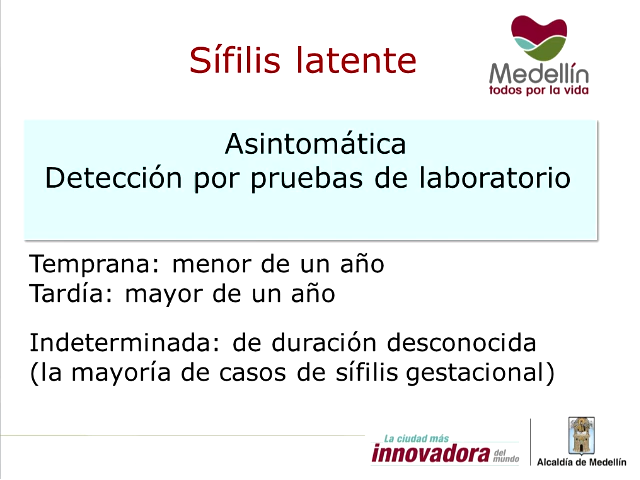 Sífilis latente
Medellín
todos por la vida
Asintomática
Detección por pruebas de laboratorio
Temprana: menor de un año
Tardía: mayor de un año
Indeterminada: de duración desconocida
(la mayoría de casos de sífilis gestacional)
La ciudad más
innovadora del mundo
Alcaldía de Medellín